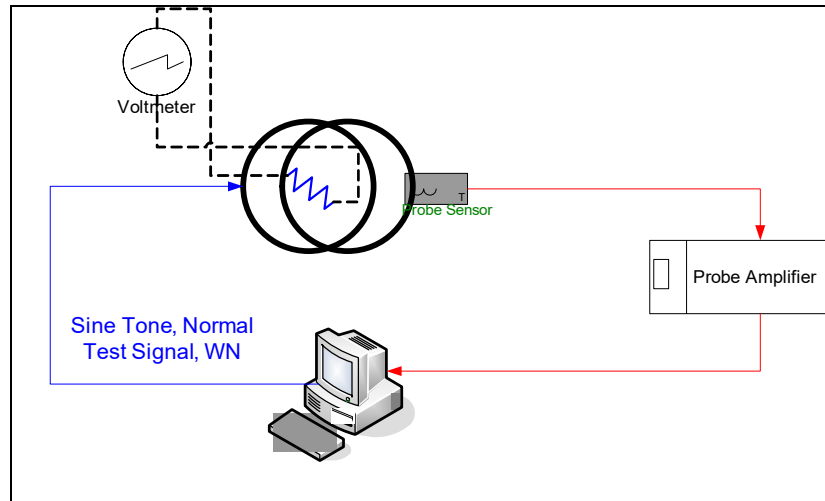 Voltmeter
T
Probe Sensor
Probe Amplifier
Sine Tone, Normal
Test Signal, WN